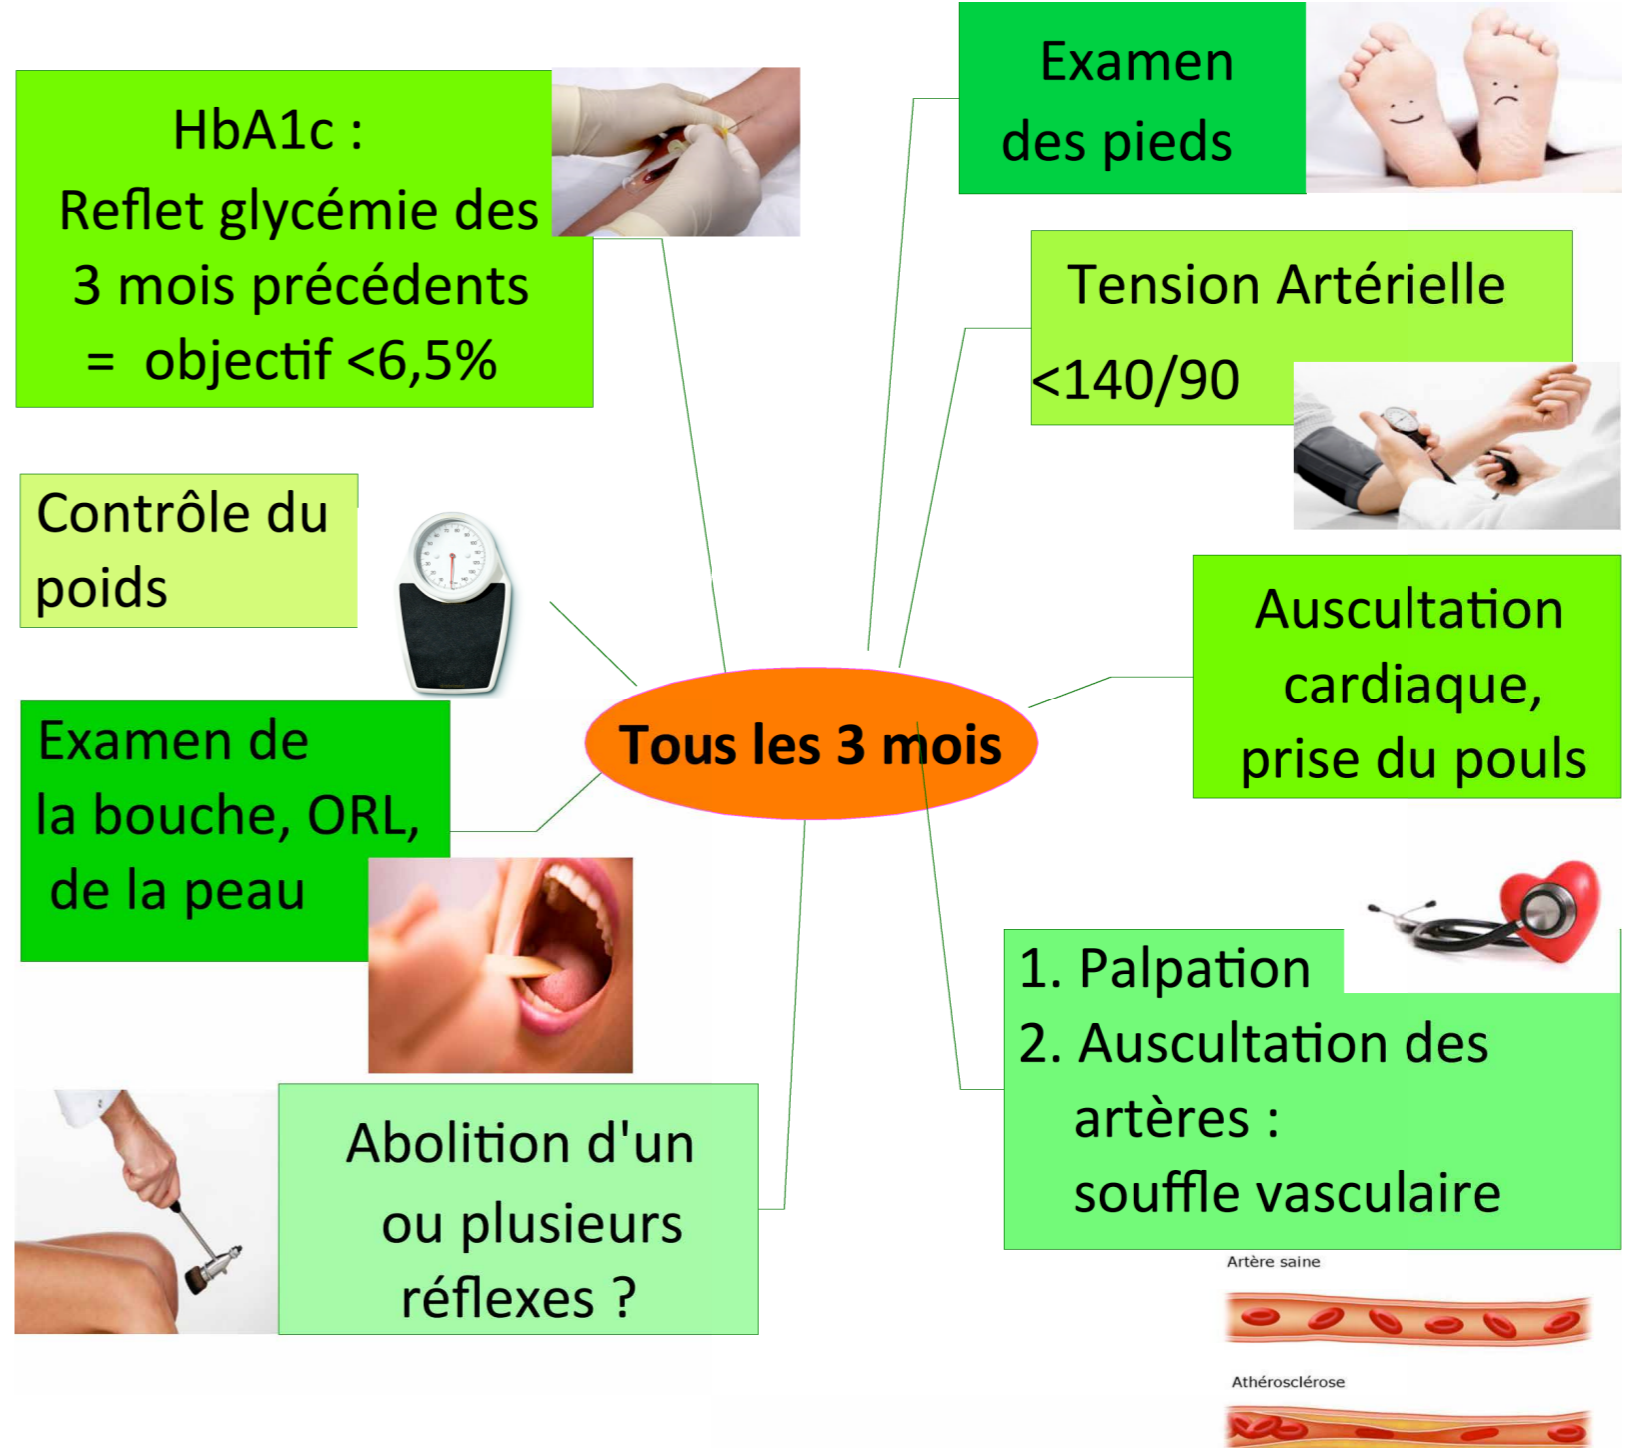 HbA1c :
Reflet glycémie des
3 mois précédents
= objectif <6,5%
Examen
des pieds
Tension Artérielle
<140/90
Contrôle du
poids
Auscultation
cardiaque,
prise du pouls
Tous les 3 mois
Examen de
la bouche, ORL,
de la peau
1. Palpation
2. Auscultation des
artères :
souffle vasculaire
Abolition d'un
ou plusieurs
réflexes ?
Artère saine
Athérosclérose